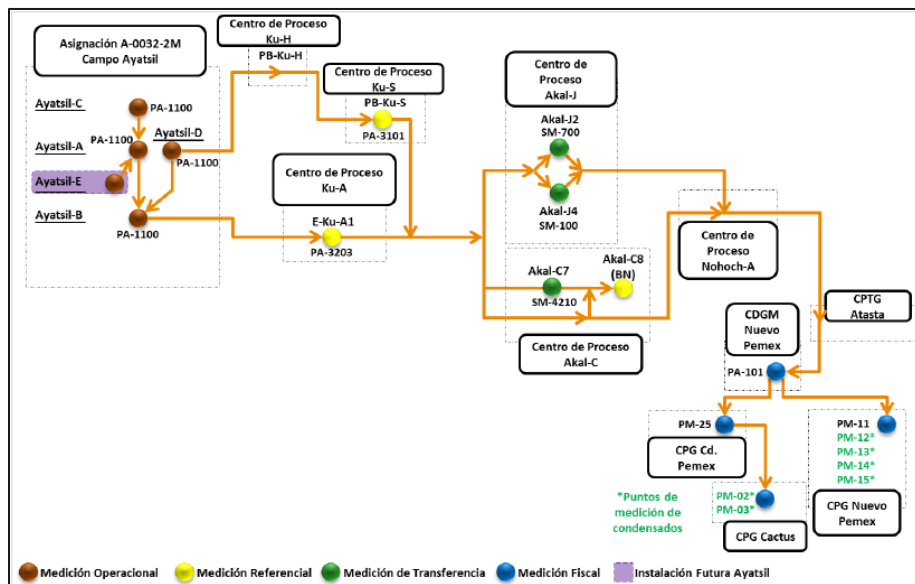 Asignación A-0032-2M
Campo Ayatsil
Ayatsil-C
PA-1100
Ayatsil-A
PA-1100
Ayatsil-D
PA-1100
Ayatsil-E
Ayatsil-B
PA-1100
Centro de Proceso
Ku-H
PB-Ku-H
Centro de Proceso
Ku-S
PB-Ku-S
PA-3101
Centro de Proceso
Ku-A
E-Ku-A1
PA-3203
Centro de
Proceso
Akal-J
Akal-J2
SM-700
Akal-J4
SM-100
Akal-C7
SM-4210
Akal-C8
(BN)
Centro de Proceso
Akal-C
Centro de
Proceso
Nohoch-A
CPTG
Atasta
CDGM
Nuevo
Pemex
PA-101
PM-25
CPG Cd.
Pemex
PM-11
PM-12*
PM-13*
PM-14*
PM-15*
CPG Nuevo
Pemex
*Puntos de
medición de
condensados
PM-02*
PM-03*
CPG Cactus
Medición Operacional
Medición Referencial
Medición de Transferencia
Medición Fiscal
Instalación Futura Ayatsil